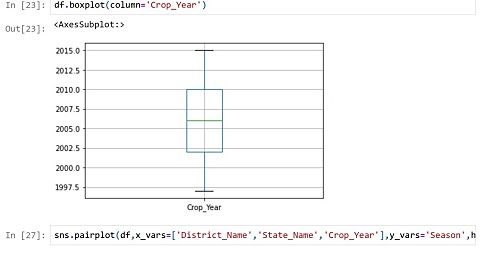 In [23]: df.boxplot(column='Crop_Year')
Out[23]: <AxesSubplot:>
2015.0
2012.5
2010.0
2007.5
2005.0
2002.5
2000.0
1997.5
Crop_Year
In [27]: sns.pairplot(df,x_vars=['District_Name','State_Name','Crop_Year'],y_vars='Season',h